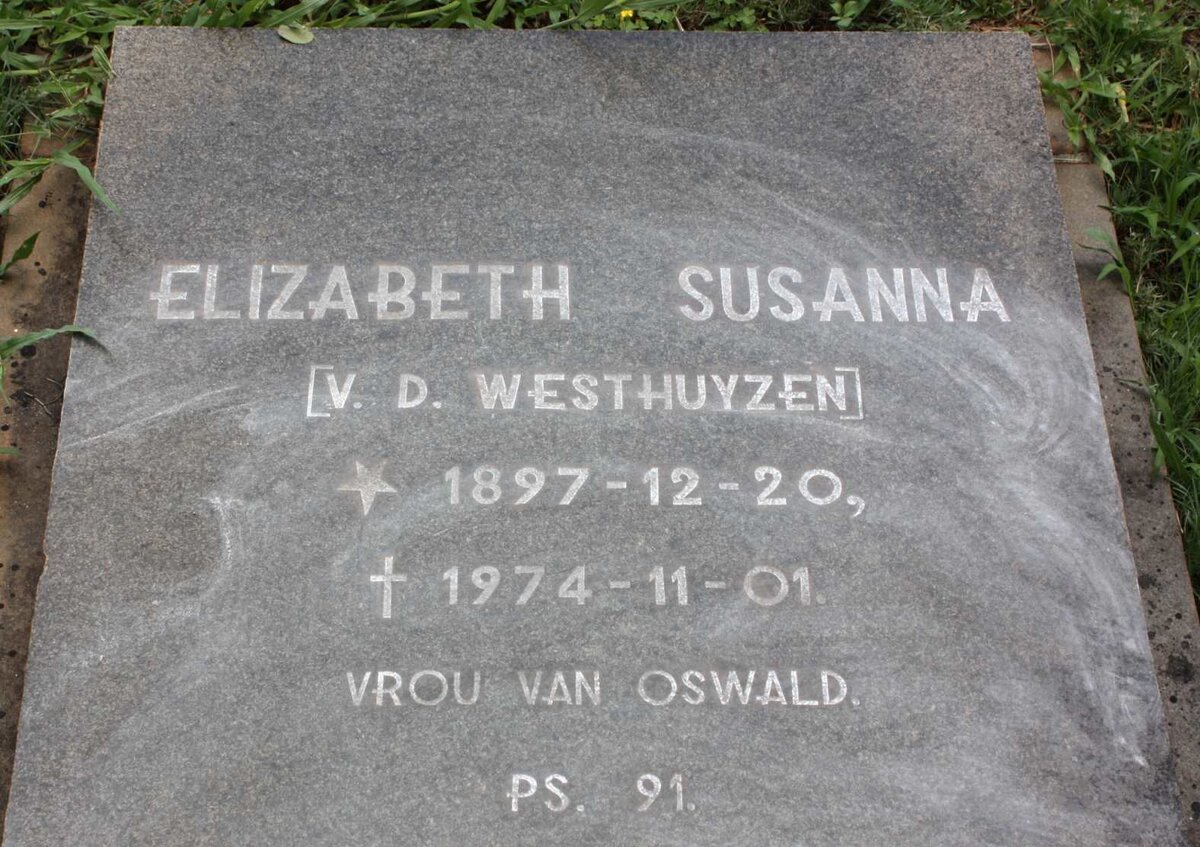 ELIZABETH SUSANNA
[V. D. WESTHUYZEN]
★ 1897-12-20,
† 1974-11-01.
VROU VAN OSWALD.
PS. 91.